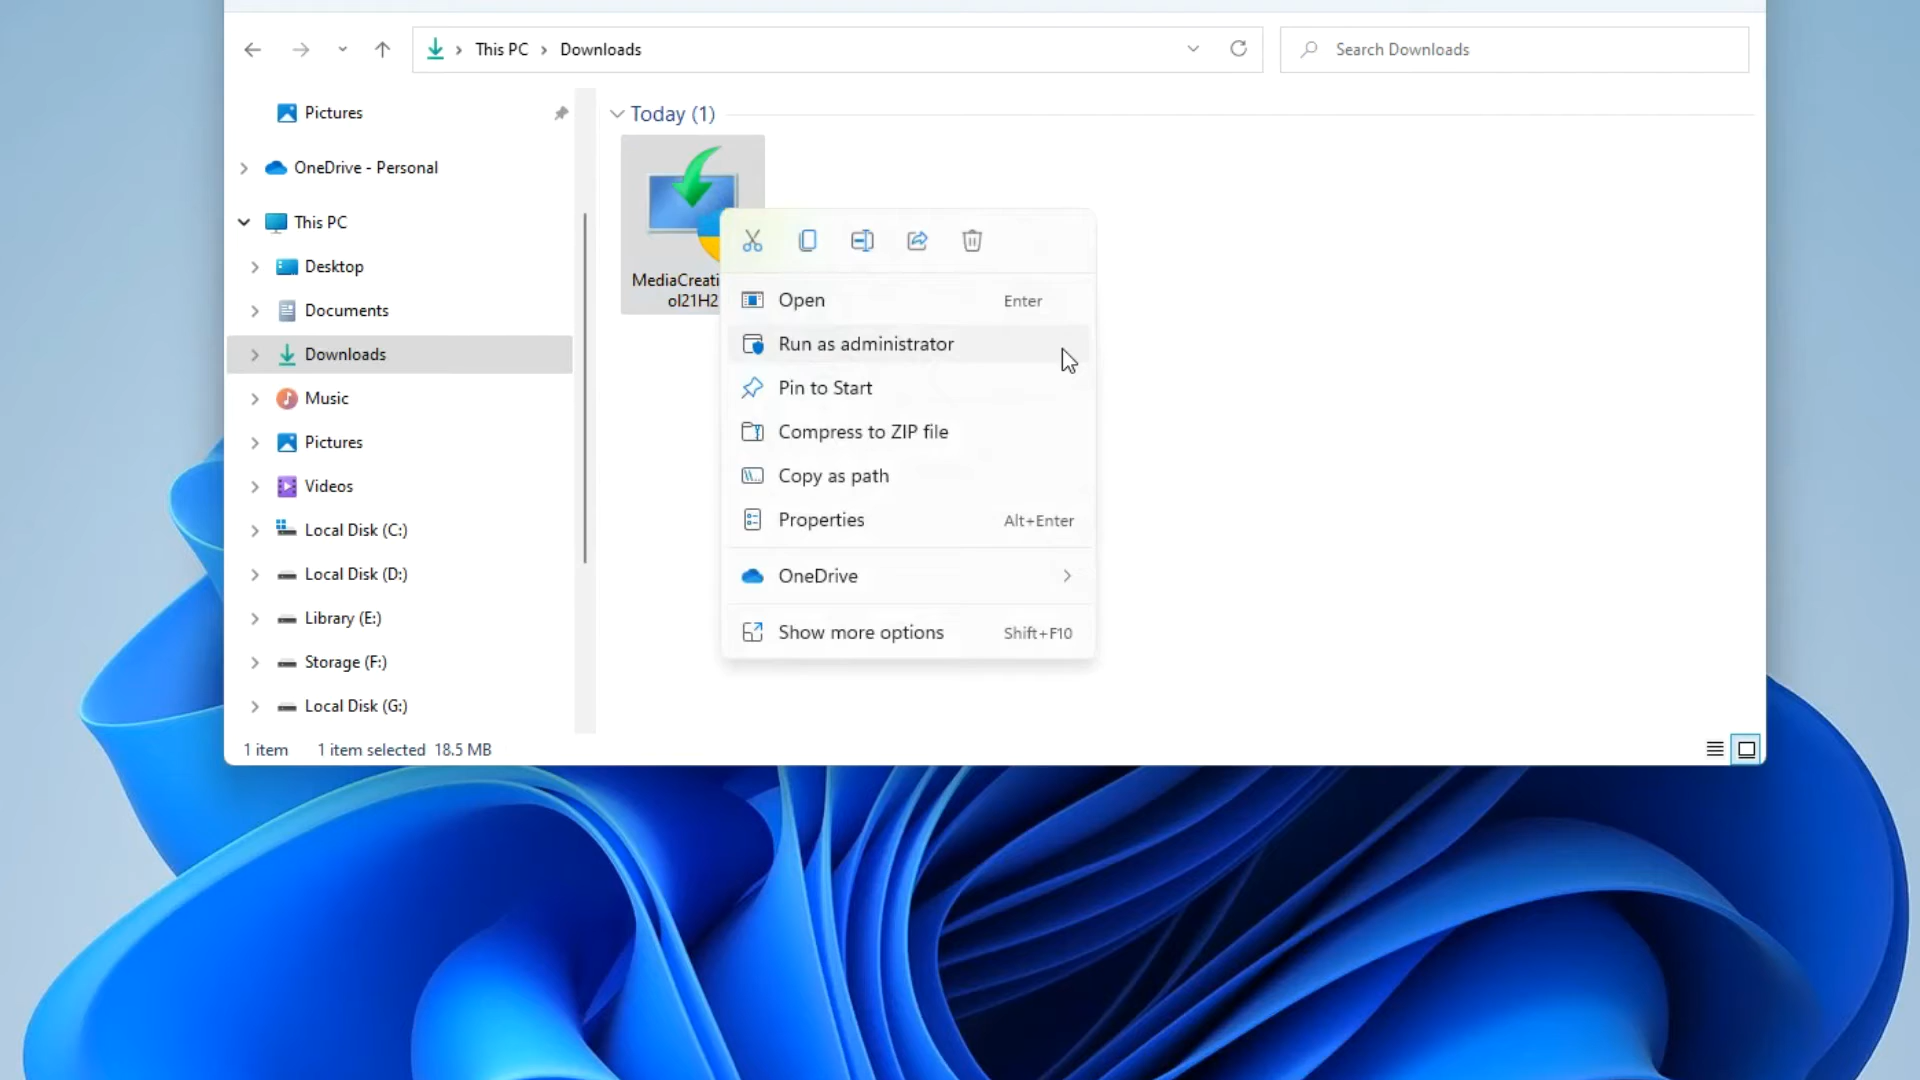 This PC
Downloads
Search Downloads
Pictures
OneDrive - Personal
This PC
Desktop
Documents
Downloads
Music
Pictures
Videos
Local Disk (C:)
Local Disk (D:)
Library (E:)
Storage (F:)
Local Disk (G:)
Today (1)
MediaCreati
ol21H2
Open Enter
Run as administrator
Pin to Start
Compress to ZIP file
Copy as path
Properties Alt+Enter
OneDrive
Show more options Shift+F10
1 item 1 item selected 18.5 MB